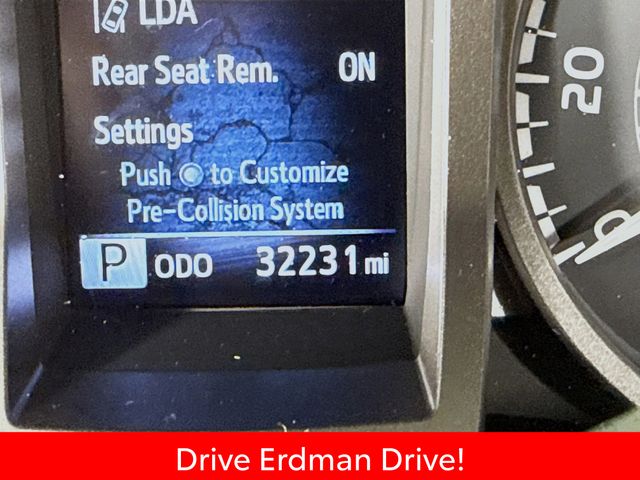 LDA
Rear Seat Rem. ON
Settings
Push to Customize
Pre-Collision System
P ODO 32231 mi
20
0
Drive Erdman Drive!